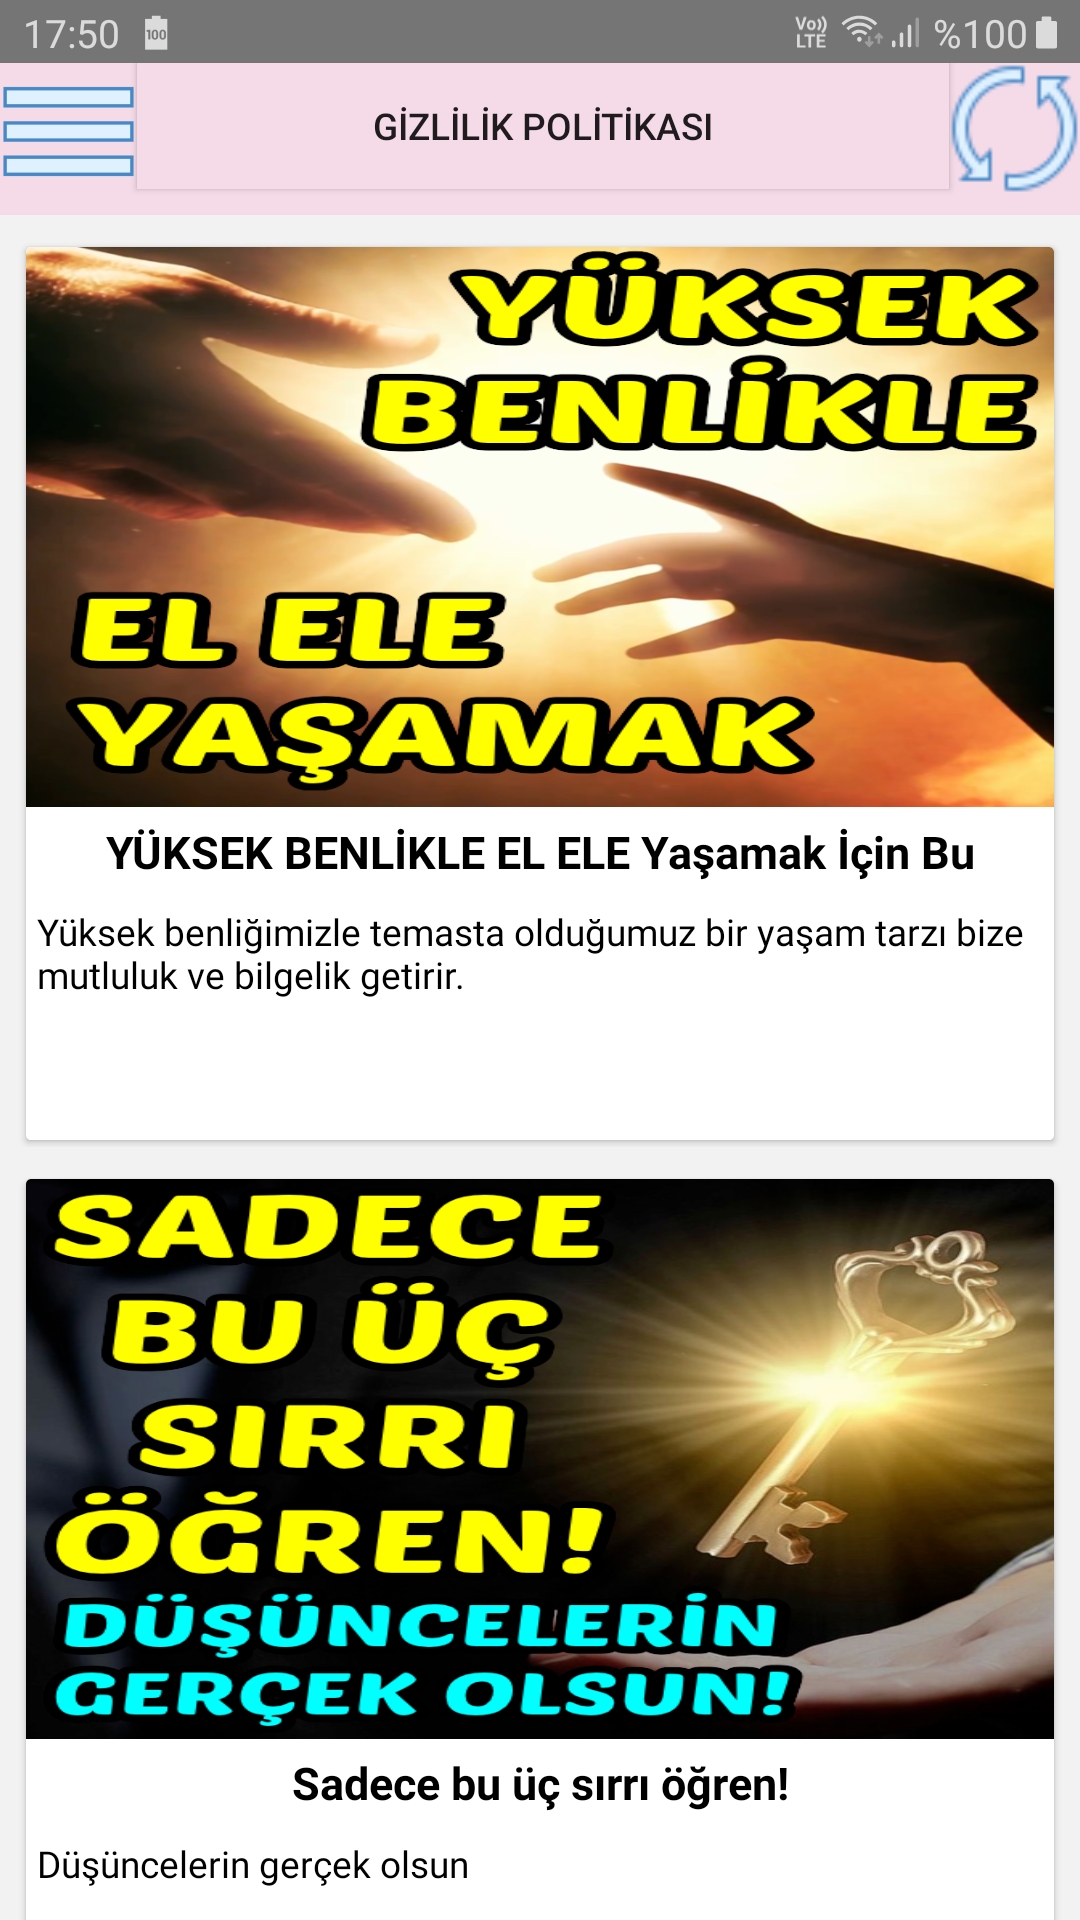 17:50
100
Vo)) LTE
%100
GİZLİLİK POLİTİKASI
YÜKSEK
BENLİKLE
EL ELE
YAŞAMAK
YÜKSEK BENLİKLE EL ELE Yaşamak İçin Bu
Yüksek benliğimizle temasta olduğumuz bir yaşam tarzı bize
mutluluk ve bilgelik getirir.
SADECE
BU ÜÇ
SIRRI
ÖĞREN!
DÜŞÜNCELERİN
GERÇEK OLSUN!
Sadece bu üç sırrı öğren!
Düşüncelerin gerçek olsun